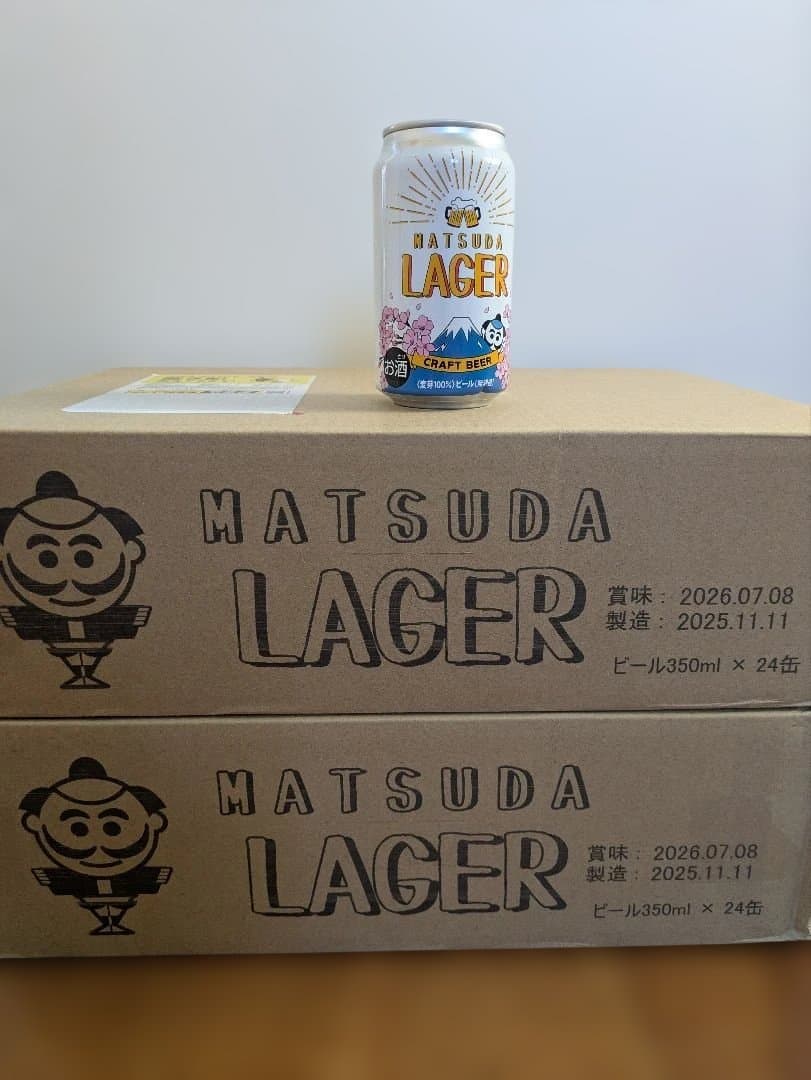 MATSUDA
LAGER
CRAFT BEER
お酒
〈麦芽100%〉ビール
MATSUDA
LAGER
賞味：2026.07.08
製造：2025.11.11
ビール350ml × 24缶
MATSUDA
LAGER
賞味：2026.07.08
製造：2025.11.11
ビール350ml × 24缶